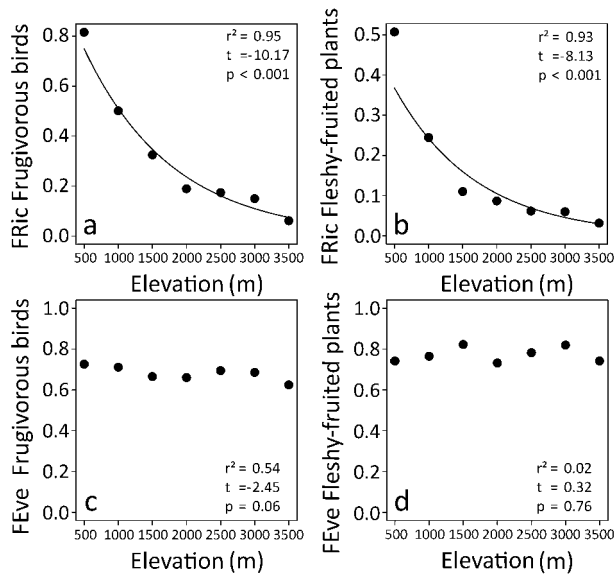 FRic Frugivorous birds
0.8
0.6
0.4
0.2
0.0
r² = 0.95
t =-10.17
p < 0.001
a
500 1000 1500 2000 2500 3000 3500
Elevation (m)
FRic Fleshy-fruited plants
0.5
0.4
0.3
0.2
0.1
0.0
r² = 0.93
t =-8.13
p < 0.001
b
500 1000 1500 2000 2500 3000 3500
Elevation (m)
FEve Frugivorous birds
1.0
0.8
0.6
0.4
0.2
0.0
r² = 0.54
t =-2.45
p = 0.06
c
500 1000 1500 2000 2500 3000 3500
Elevation (m)
FEve Fleshy-fruited plants
1.0
0.8
0.6
0.4
0.2
0.0
r² = 0.02
t = 0.32
p = 0.76
d
500 1000 1500 2000 2500 3000 3500
Elevation (m)